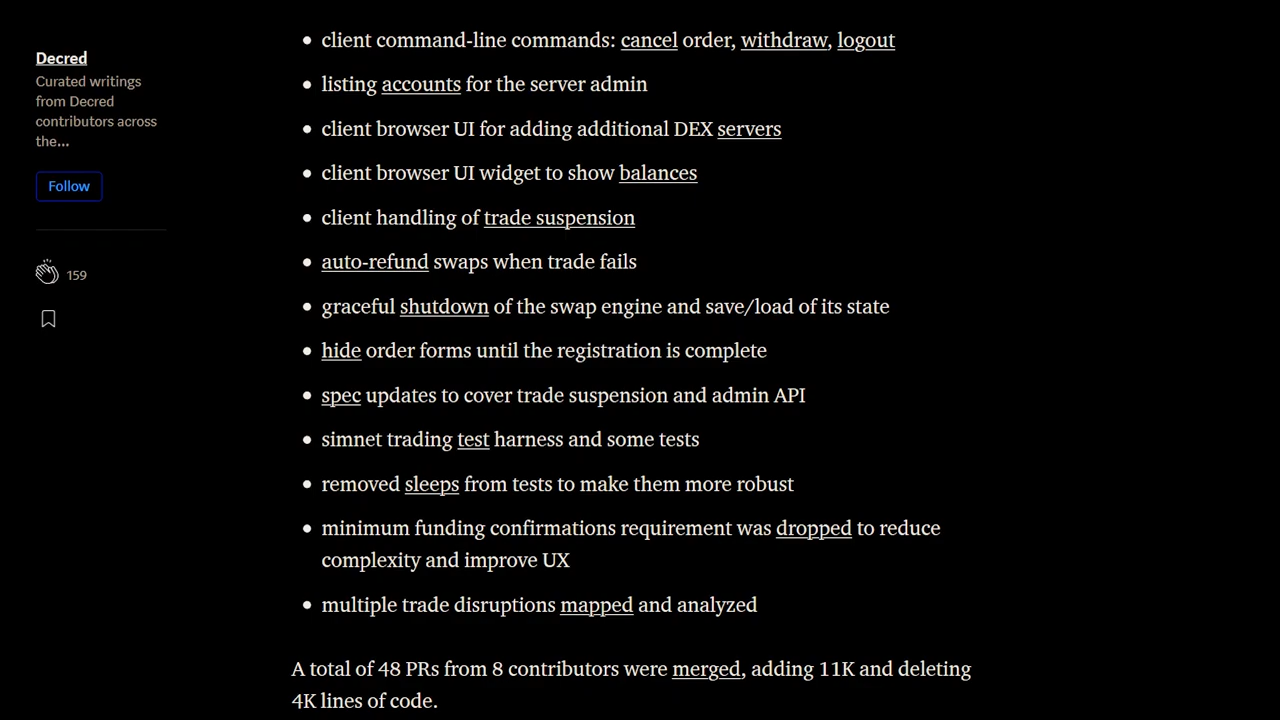 Decred
Curated writings
from Decred
contributors across
the...
Follow
159
client command-line commands: cancel order, withdraw, logout
listing accounts for the server admin
client browser UI for adding additional DEX servers
client browser UI widget to show balances
client handling of trade suspension
auto-refund swaps when trade fails
graceful shutdown of the swap engine and save/load of its state
hide order forms until the registration is complete
spec updates to cover trade suspension and admin API
simnet trading test harness and some tests
removed sleeps from tests to make them more robust
minimum funding confirmations requirement was dropped to reduce
complexity and improve UX
multiple trade disruptions mapped and analyzed
A total of 48 PRs from 8 contributors were merged, adding 11K and deleting
4K lines of code.